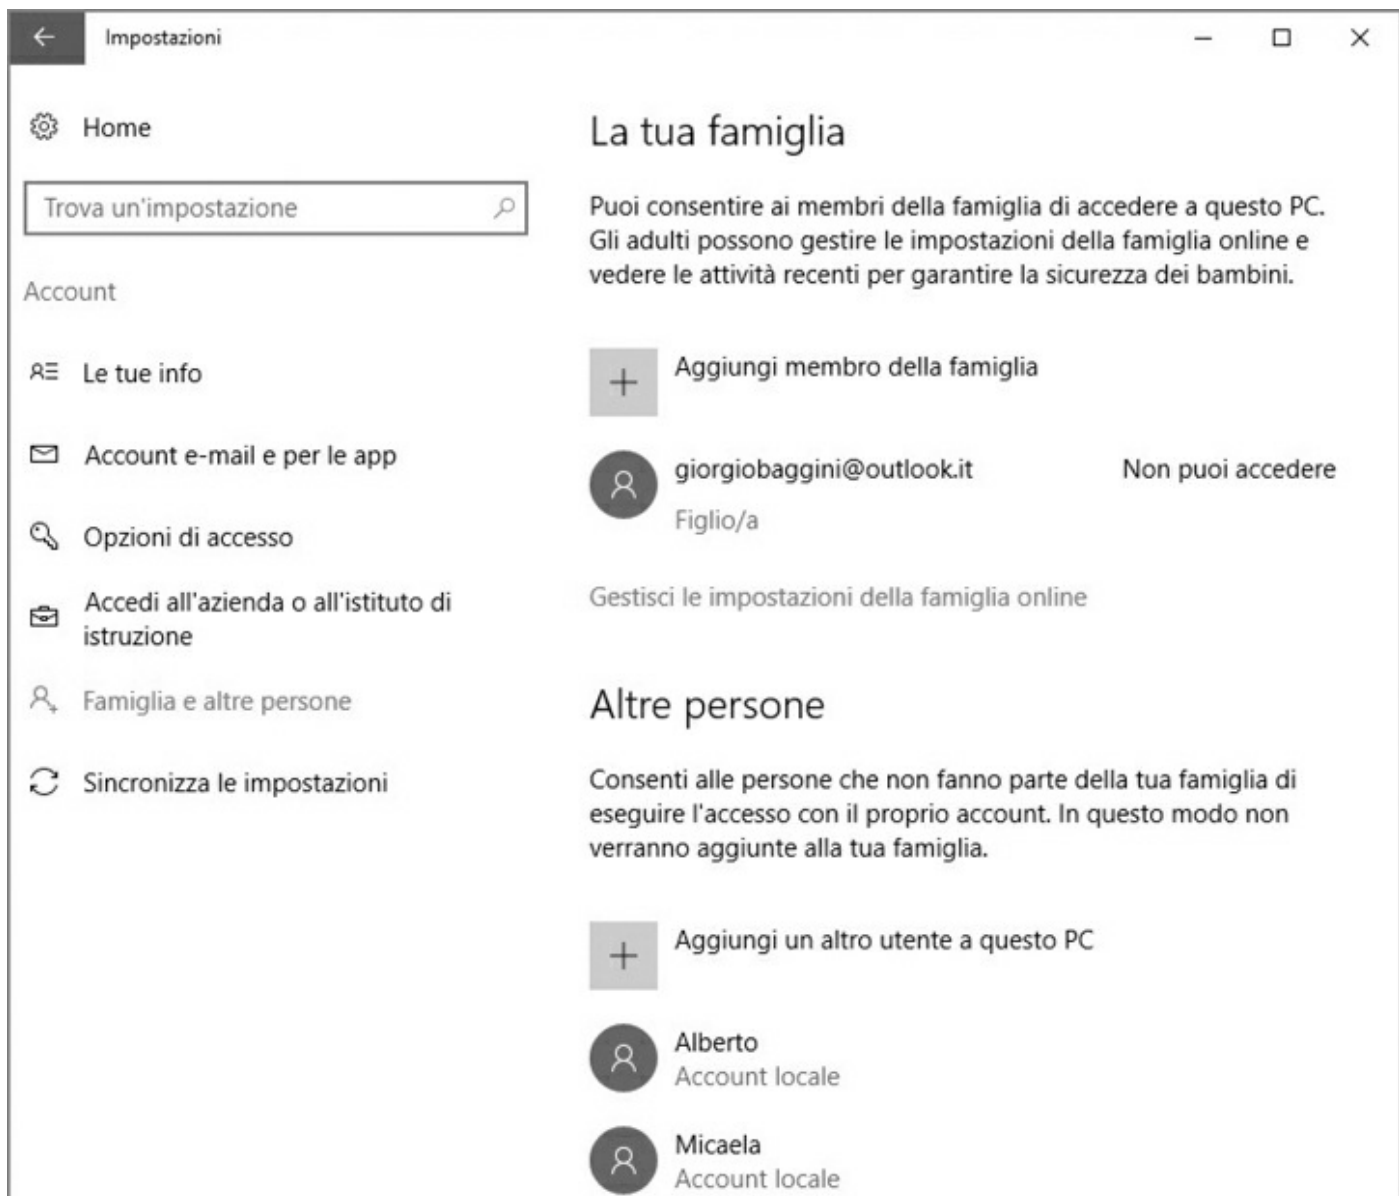 Impostazioni
Home
Trova un'impostazione
Account
Le tue info
Account e-mail e per le app
Opzioni di accesso
Accedi all'azienda o all'istituto di
istruzione
Famiglia e altre persone
Sincronizza le impostazioni
La tua famiglia
Puoi consentire ai membri della famiglia di accedere a questo PC.
Gli adulti possono gestire le impostazioni della famiglia online e
vedere le attività recenti per garantire la sicurezza dei bambini.
Aggiungi membro della famiglia
giorgiobaggini@outlook.it Non puoi accedere
Figlio/a
Gestisci le impostazioni della famiglia online
Altre persone
Consenti alle persone che non fanno parte della tua famiglia di
eseguire l'accesso con il proprio account. In questo modo non
verranno aggiunte alla tua famiglia.
Aggiungi un altro utente a questo PC
Alberto
Account locale
Micaela
Account locale